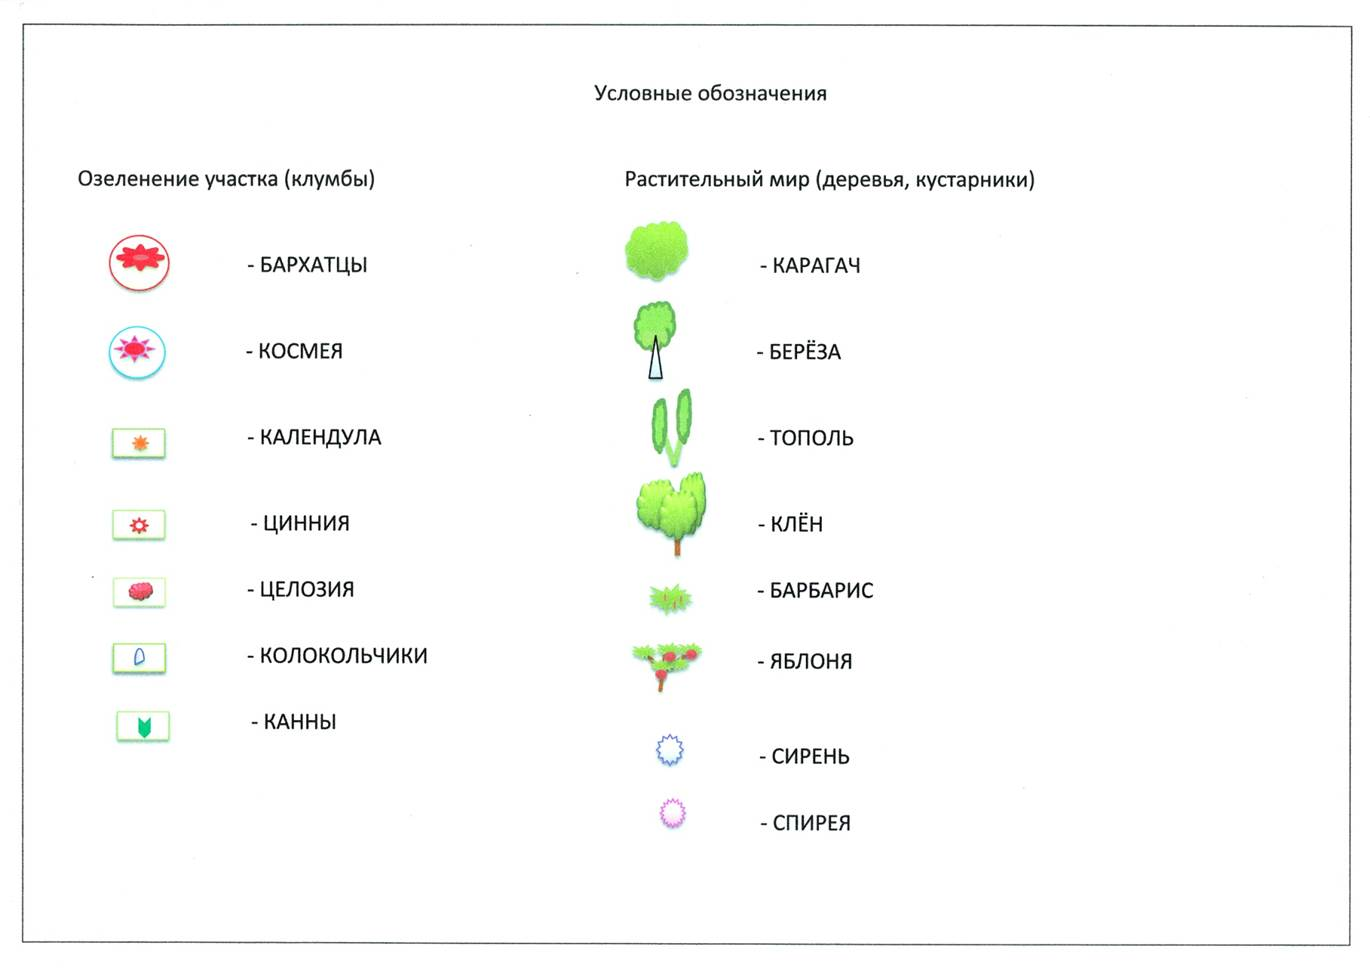 Условные обозначения
Озеленение участка (клумбы)
- БАРХАТЦЫ
- КОСМЕЯ
- КАЛЕНДУЛА
- ЦИННИЯ
- ЦЕЛОЗИЯ
- КОЛОКОЛЬЧИКИ
- КАННЫ
Растительный мир (деревья, кустарники)
- КАРАГАЧ
- БЕРЁЗА
- ТОПОЛЬ
- КЛЁН
- БАРБАРИС
- ЯБЛОНЯ
- СИРЕНЬ
- СПИРЕЯ